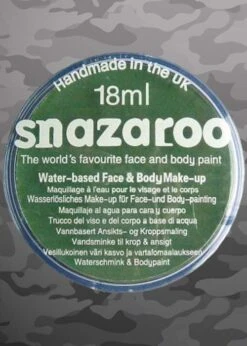 Handmade in the UK
18ml
snazaroo
The world's favourite face and body paint
Water-based Face & Body Make-up
Maquillage à l'eau pour le visage et le corps
Wasserlösliches Make-up für Face-und Body-painting
Maquillaje al agua para cara y cuerpo
Trucco del viso e del corpo a base di acqua
Vannbasert Ansikts- og Kroppsmaling
Vandsminke til krop & ansigt
Vesiliukoinen väri kasvo ja vartalomaalaukseen
Waterschmink & Bodypaint